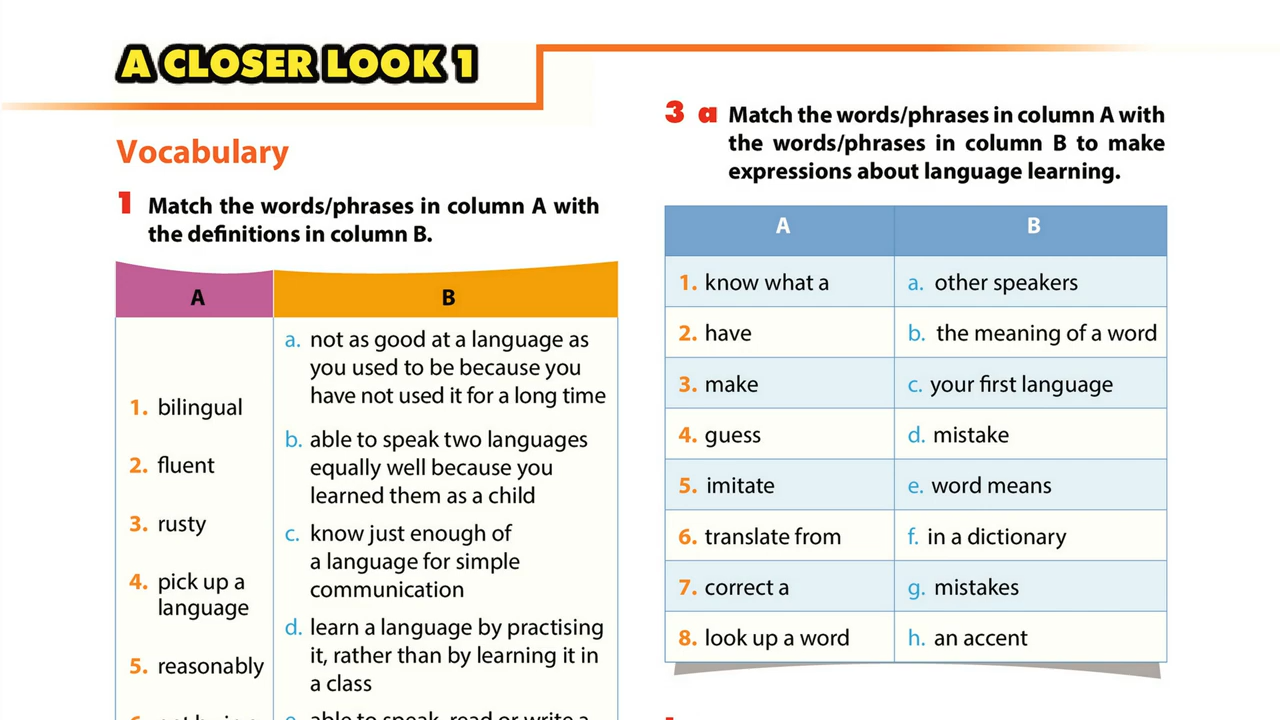 A CLOSER LOOK 1
Vocabulary
1 Match the words/phrases in column A with
the definitions in column B.
A
B
1. bilingual
2. fluent
3. rusty
4. pick up a
language
5. reasonably
a. not as good at a language as
you used to be because you
have not used it for a long time
b. able to speak two languages
equally well because you
learned them as a child
c. know just enough of
a language for simple
communication
d. learn a language by practising
it, rather than by learning it in
a class
e. able to speak, read or write a
3 a Match the words/phrases in column A with
the words/phrases in column B to make
expressions about language learning.
A B
1. know what a a. other speakers
2. have b. the meaning of a word
3. make c. your first language
4. guess d. mistake
5. imitate e. word means
6. translate from f. in a dictionary
7. correct a g. mistakes
8. look up a word h. an accent